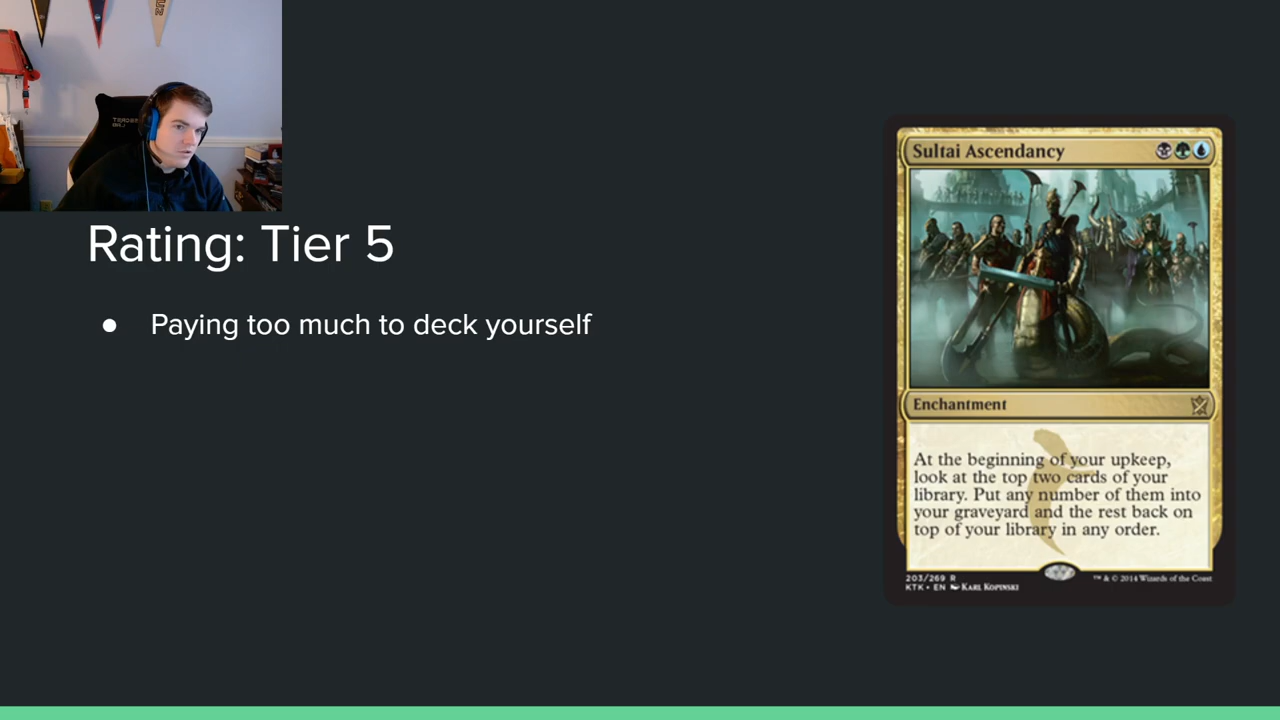 Rating: Tier 5
● Paying too much to deck yourself
Sultai Ascendancy
Enchantment
At the beginning of your upkeep,
look at the top two cards of your
library. Put any number of them into
your graveyard and the rest back on
top of your library in any order.
203/269 R
KTK • EN Karl Kopinski
™ & © 2014 Wizards of the Coast